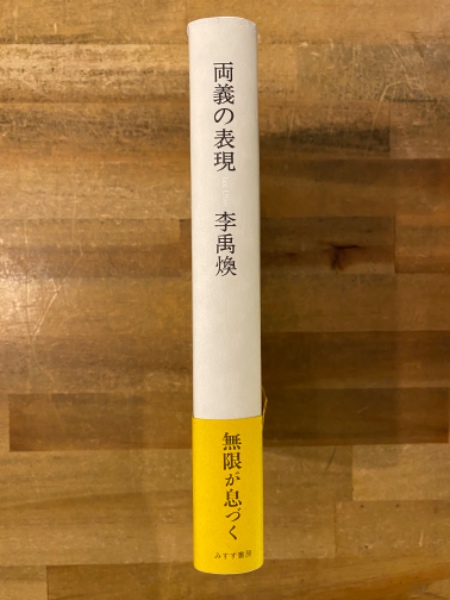 両義の表現
李禹煥
無限が息づく
みすず書房